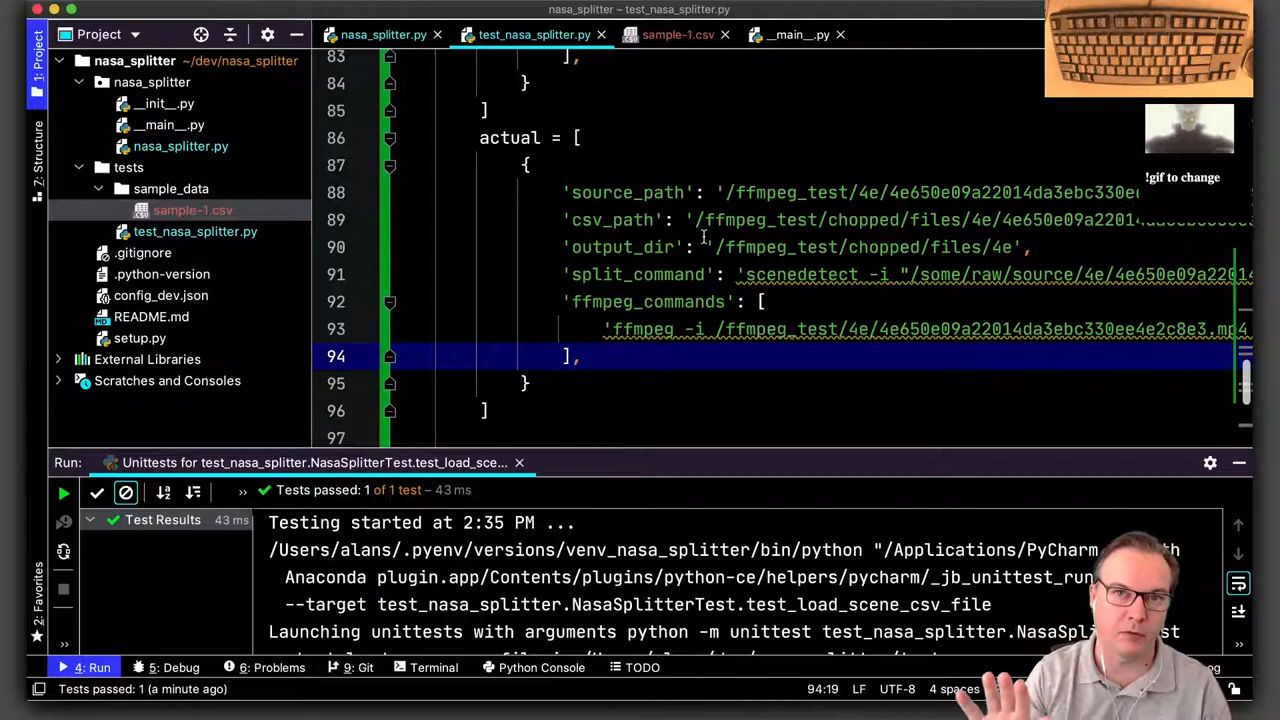 nasa_splitter – test_nasa_splitter.py
Project
nasa_splitter.py
test_nasa_splitter.py
sample-1.csv
__main__.py
1: Project
7: Structure
2: Favorites
nasa_splitter ~/dev/nasa_splitter
nasa_splitter
__init__.py
__main__.py
nasa_splitter.py
tests
sample_data
sample-1.csv
test_nasa_splitter.py
.gitignore
.python-version
config_dev.json
README.md
setup.py
External Libraries
Scratches and Consoles
83 ],
84 }
85 ]
86 actual = [
87 {
88 'source_path': '/ffmpeg_test/4e/4e650e09a22014da3ebc330e
89 'csv_path': '/ffmpeg_test/chopped/files/4e/4e650e09a22014
90 'output_dir': '/ffmpeg_test/chopped/files/4e',
91 'split_command': 'scenedetect -i "/some/raw/source/4e/4e650e09a22014
92 'ffmpeg_commands': [
93 'ffmpeg -i /ffmpeg_test/4e/4e650e09a22014da3ebc330ee4e2c8e3.mp4
94 ],
95 }
96 ]
97
!gif to change
Run: Unittests for test_nasa_splitter.NasaSplitterTest.test_load_sce...
Tests passed: 1 of 1 test – 43 ms
Test Results 43 ms
Testing started at 2:35 PM ...
/Users/alans/.pyenv/versions/venv_nasa_splitter/bin/python "/Applications/PyCharm
Anaconda plugin.app/Contents/plugins/python-ce/helpers/pycharm/_jb_unittest_run
--target test_nasa_splitter.NasaSplitterTest.test_load_scene_csv_file
Launching unittests with arguments python -m unittest test_nasa_splitter.NasaSpl
4: Run
5: Debug
6: Problems
9: Git
Terminal
Python Console
TODO
Tests passed: 1 (a minute ago)
94:19 LF UTF-8 4 spaces